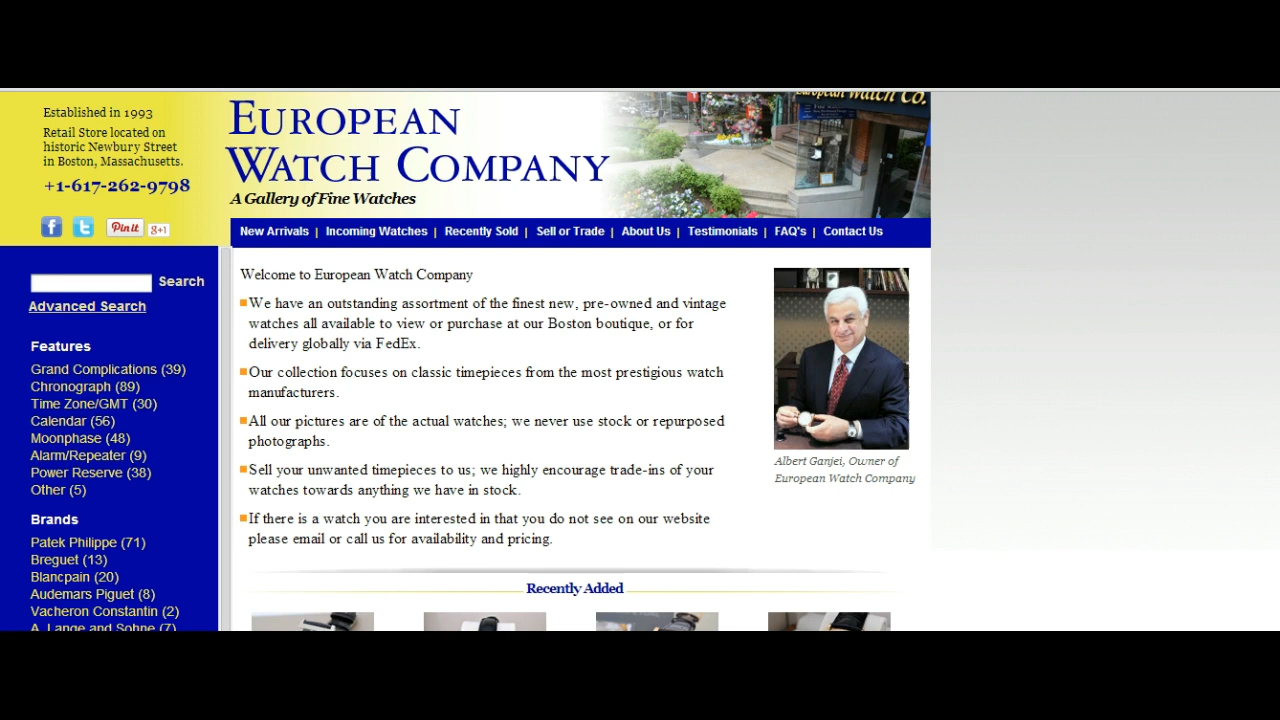 Established in 1993
Retail Store located on
historic Newbury Street
in Boston, Massachusetts.
+1-617-262-9798
f t Pin it g+1
EUROPEAN
WATCH COMPANY
A Gallery of Fine Watches
European Watch Co.
New Arrivals | Incoming Watches | Recently Sold | Sell or Trade | About Us | Testimonials | FAQ's | Contact Us
Search
Advanced Search
Features
Grand Complications (39)
Chronograph (89)
Time Zone/GMT (30)
Calendar (56)
Moonphase (48)
Alarm/Repeater (9)
Power Reserve (38)
Other (5)
Brands
Patek Philippe (71)
Breguet (13)
Blancpain (20)
Audemars Piguet (8)
Vacheron Constantin (2)
A. Lange and Sohne (7)
Welcome to European Watch Company
We have an outstanding assortment of the finest new, pre-owned and vintage
watches all available to view or purchase at our Boston boutique, or for
delivery globally via FedEx.
Our collection focuses on classic timepieces from the most prestigious watch
manufacturers.
All our pictures are of the actual watches; we never use stock or repurposed
photographs.
Sell your unwanted timepieces to us; we highly encourage trade-ins of your
watches towards anything we have in stock.
If there is a watch you are interested in that you do not see on our website
please email or call us for availability and pricing.
Albert Ganjei, Owner of
European Watch Company
Recently Added